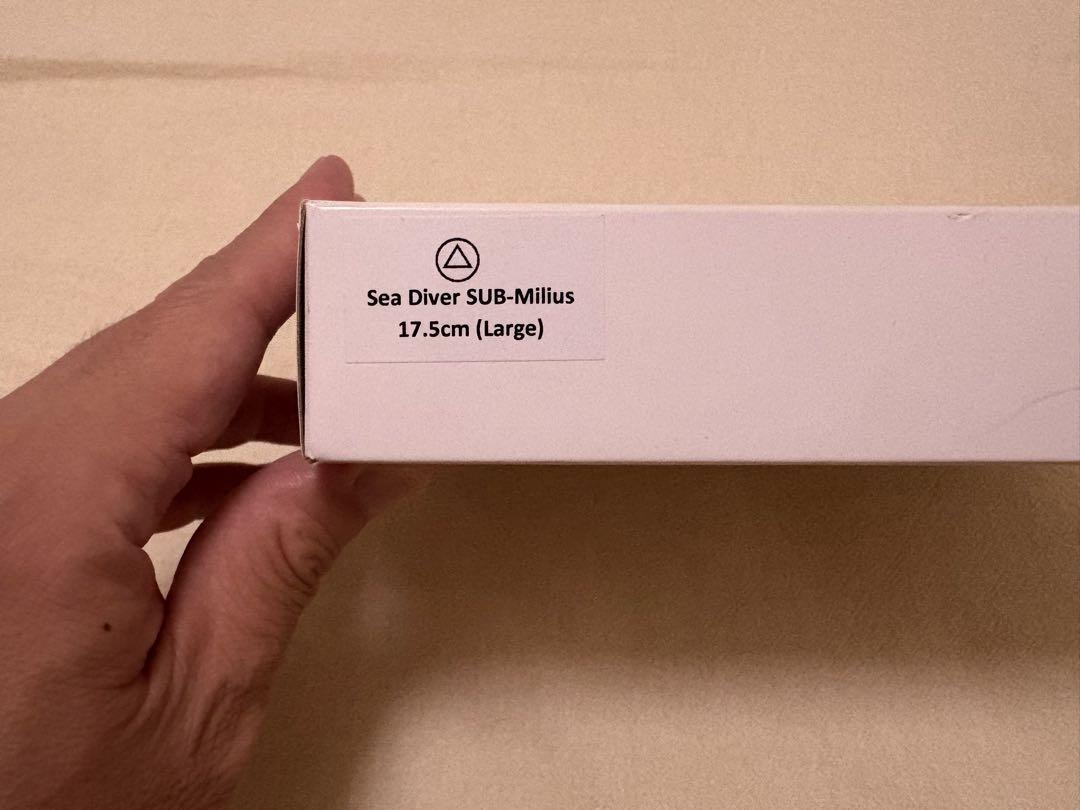 Sea Diver SUB-Milius
17.5cm (Large)